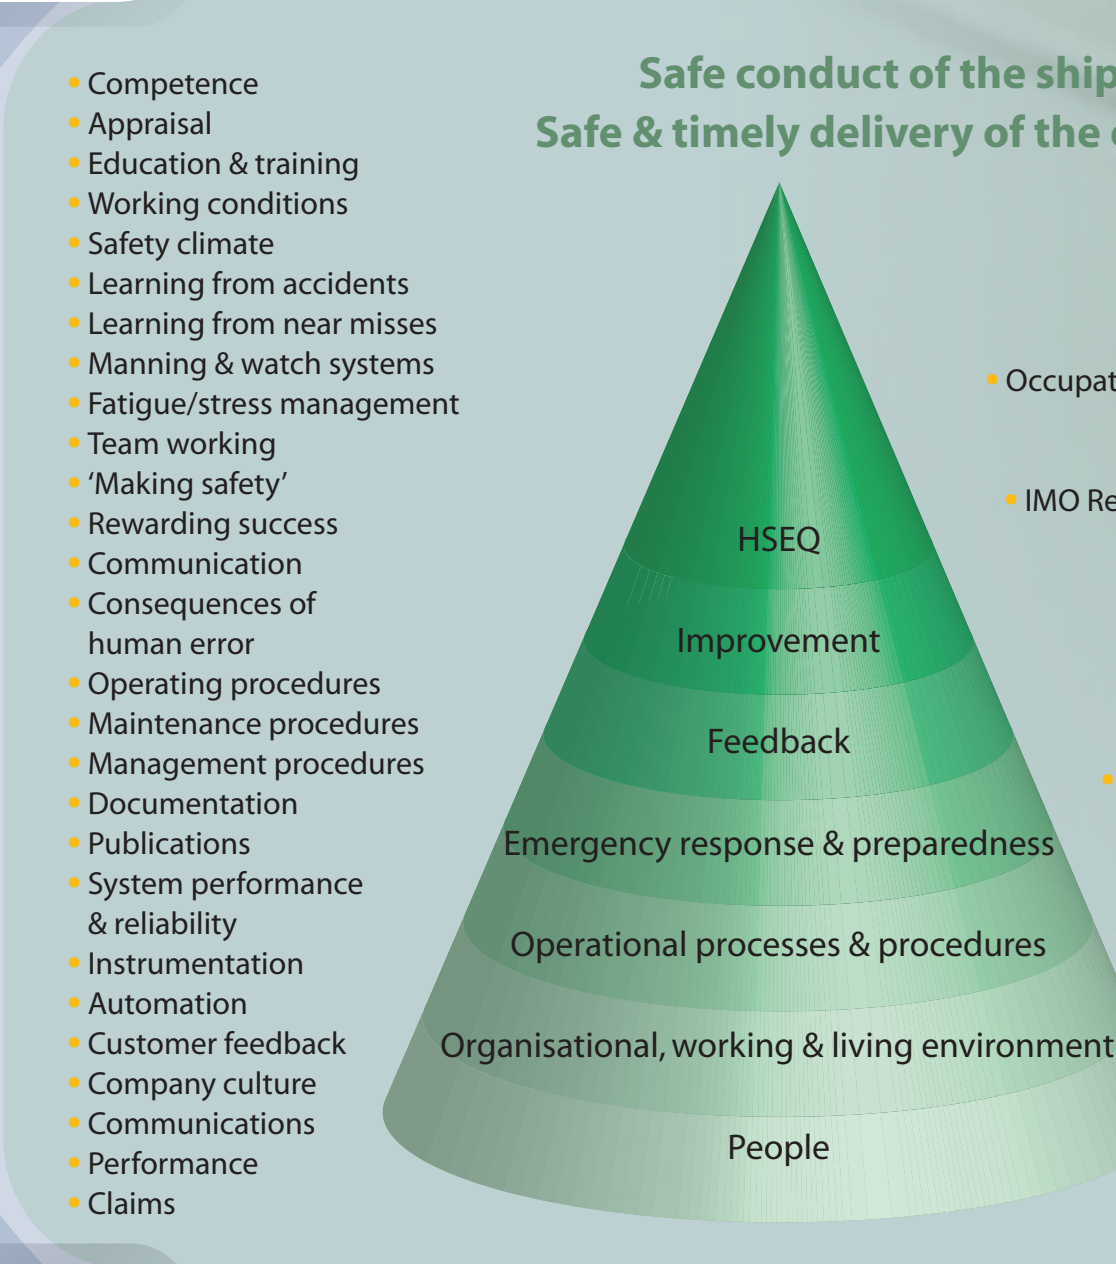 Safe conduct of the ship
Safe & timely delivery of the
• Competence
• Appraisal
• Education & training
• Working conditions
• Safety climate
• Learning from accidents
• Learning from near misses
• Manning & watch systems
• Fatigue/stress management
• Team working
• ‘Making safety’
• Rewarding success
• Communication
• Consequences of
human error
• Operating procedures
• Maintenance procedures
• Management procedures
• Documentation
• Publications
• System performance
& reliability
• Instrumentation
• Automation
• Customer feedback
• Company culture
• Communications
• Performance
• Claims
HSEQ
Improvement
Feedback
Emergency response & preparedness
Operational processes & procedures
Organisational, working & living environment
People
• IMO